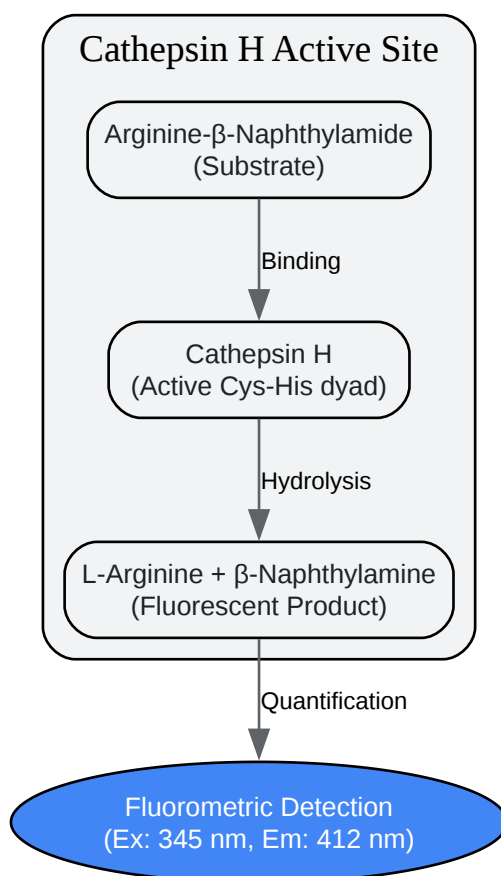 Cathepsin H Active Site
Arginine-β-Naphthylamide
(Substrate)
Binding
Cathepsin H
(Active Cys-His dyad)
Hydrolysis
L-Arginine + β-Naphthylamine
(Fluorescent Product)
Quantification
Fluorometric Detection
(Ex: 345 nm, Em: 412 nm)